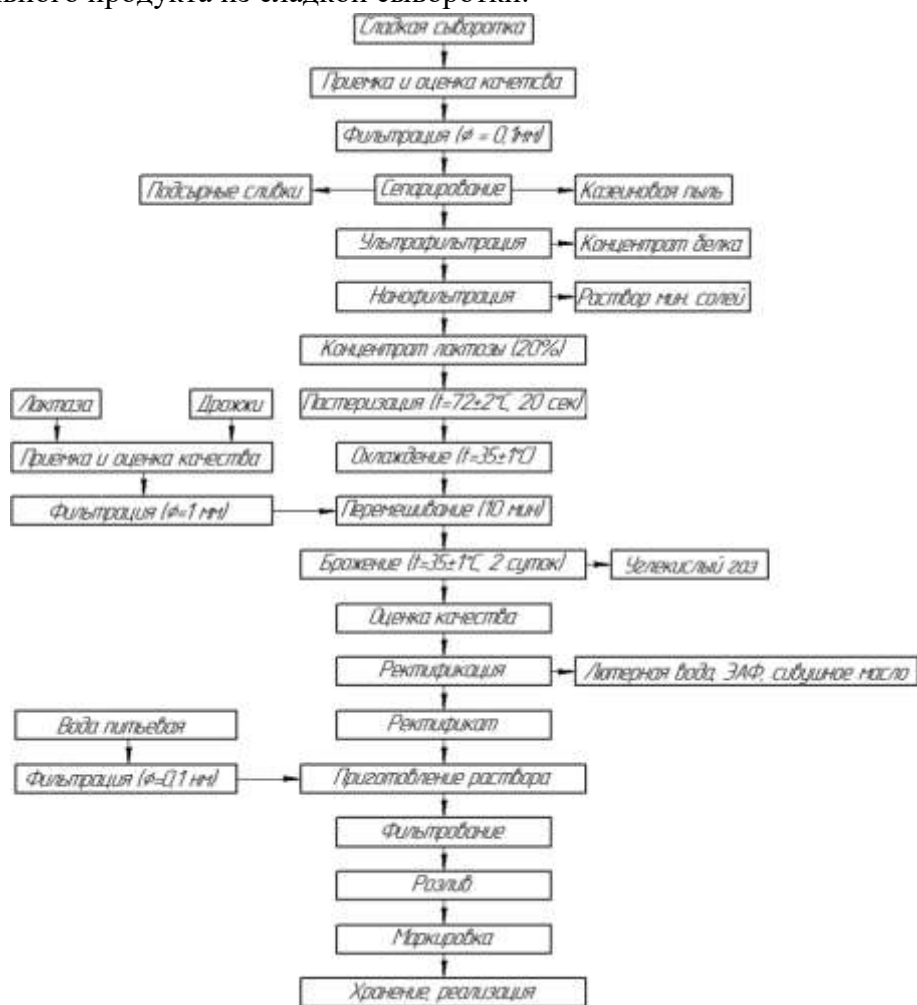 льного продукта из сладкой сыворотки.
Сладкая сыворотка
Приемка и оценка качетсва
Фильтрация (ϕ = 0,1мм)
Подсырные сливки
Сепарирование
Казеиновая пыль
Ультрафильтрация
Концентрат белка
Нанофильтрация
Раствор мин. солей
Концентрат лактозы (20%)
Лактаза
Дрожжи
Пастеризация (t=72±2°C, 20 сек)
Приемка и оценка качества
Охлаждение (t=35±1°C)
Фильтрация (ϕ=1 мм)
Перемешивание (10 мин)
Брожение (t=35±1°C, 2 суток)
Углекислый газ
Оценка качества
Ректификация
Лютерная вода, ЭАФ, сивушное масло
Вода питьевая
Ректификат
Фильтрация (ϕ=0,1 нм)
Приготовление раствора
Фильтрование
Розлив
Маркировка
Хранение, реализация